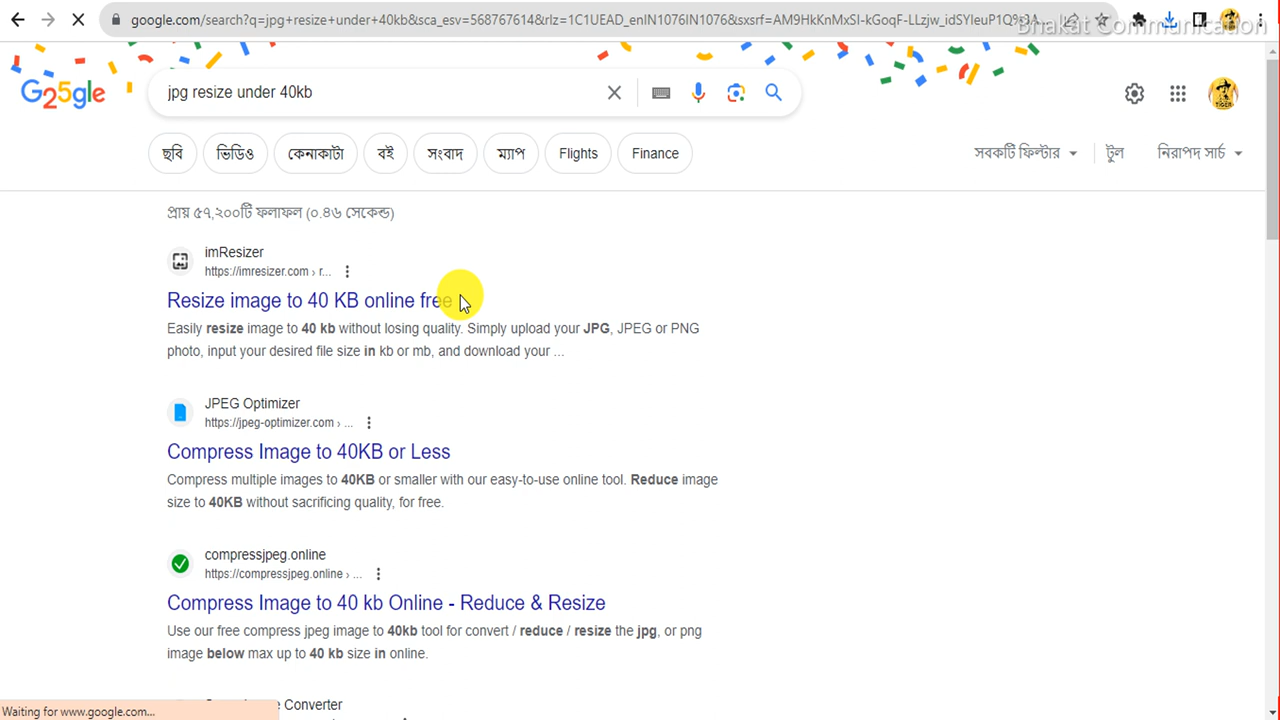 google.com/search?q=jpg+resize+under+40kb&sca_esv=568767614&rlz=1C1UEAD_enIN1076IN1076&sxsrf=AM9HkKnMxSI-kGoqF-LLzjw_idSYleuP1Q%3A...
Bhakat Communication
G25gle
jpg resize under 40kb
ছবি
ভিডিও
কেনাকাটা
বই
সংবাদ
ম্যাপ
Flights
Finance
সবকটি ফিল্টার
টুল
নিরাপদ সার্চ
প্রায় ৫৭,২০০টি ফলাফল (০.৪৬ সেকেন্ড)
imResizer
https://imresizer.com › r...
Resize image to 40 KB online free
Easily resize image to 40 kb without losing quality. Simply upload your JPG, JPEG or PNG
photo, input your desired file size in kb or mb, and download your ...
JPEG Optimizer
https://jpeg-optimizer.com › ...
Compress Image to 40KB or Less
Compress multiple images to 40KB or smaller with our easy-to-use online tool. Reduce image
size to 40KB without sacrificing quality, for free.
compressjpeg.online
https://compressjpeg.online › ...
Compress Image to 40 kb Online - Reduce & Resize
Use our free compress jpeg image to 40kb tool for convert / reduce / resize the jpg, or png
image below max up to 40 kb size in online.
Converter
Waiting for www.google.com...